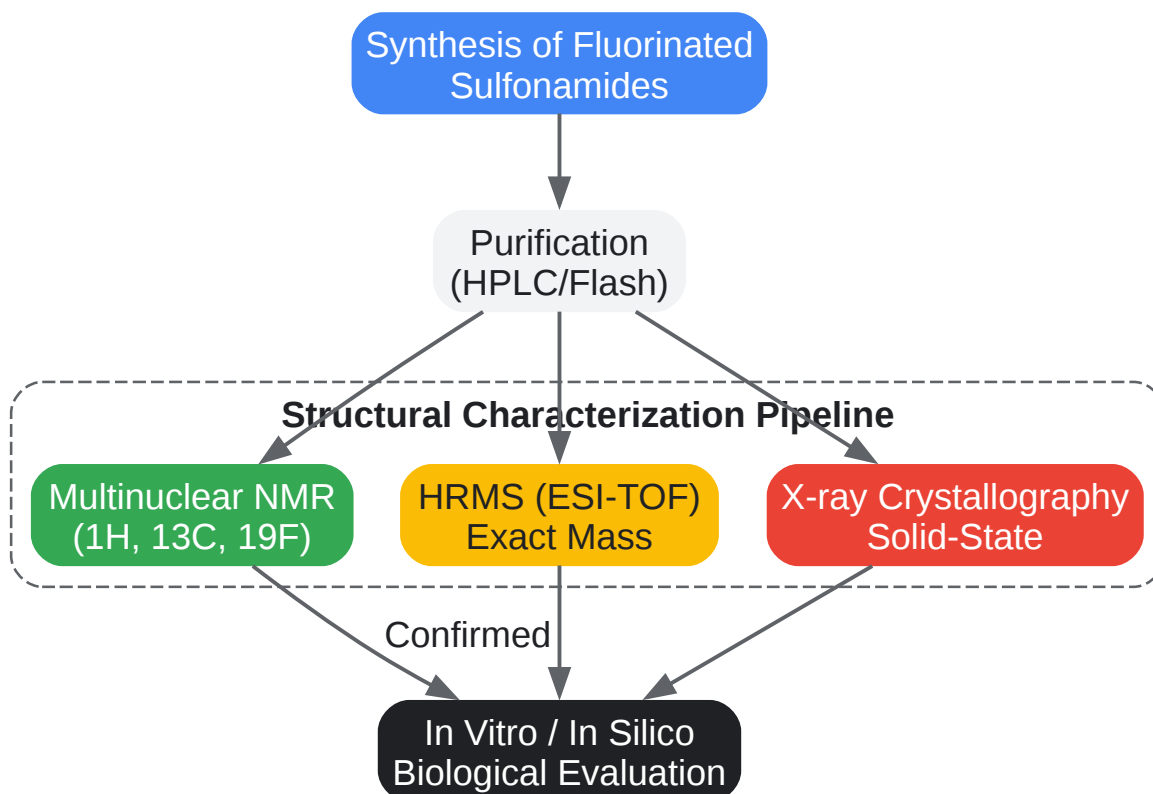 Synthesis of Fluorinated
Sulfonamides
Purification
(HPLC/Flash)
Structural Characterization Pipeline
Multinuclear NMR
(1H, 13C, 19F)
HRMS (ESI-TOF)
Exact Mass
X-ray Crystallography
Solid-State
Confirmed
In Vitro / In Silico
Biological Evaluation